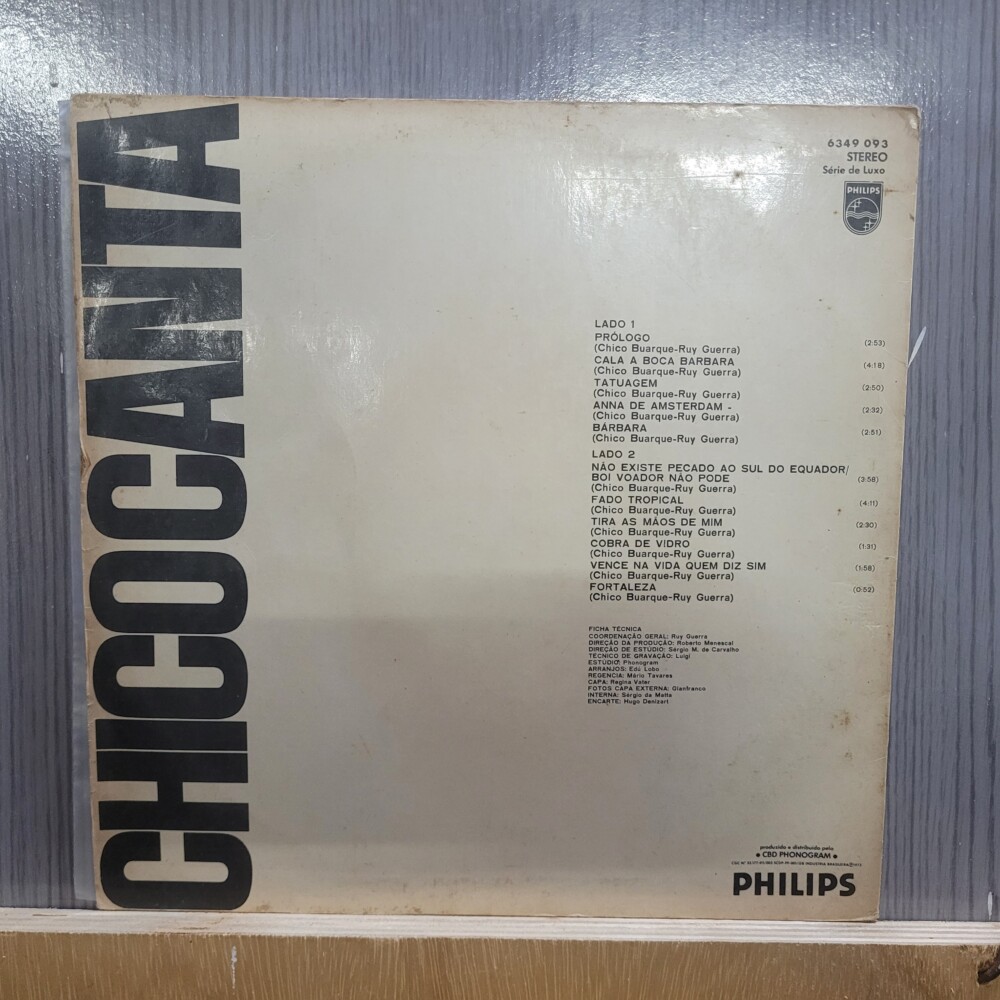 CHICOCANTA
6349 093
STEREO
Série de Luxo
PHILIPS
LADO 1
PRÓLOGO
(Chico Buarque-Ruy Guerra) (2:53)
CALA A BOCA BARBARA
(Chico Buarque-Ruy Guerra) (4:18)
TATUAGEM
(Chico Buarque-Ruy Guerra) (2:50)
ANNA DE AMSTERDAM -
(Chico Buarque-Ruy Guerra) (2:32)
BÁRBARA
(Chico Buarque-Ruy Guerra) (2:51)
LADO 2
NÃO EXISTE PECADO AO SUL DO EQUADOR/
BOI VOADOR NÃO PODE
(Chico Buarque-Ruy Guerra) (3:58)
FADO TROPICAL
(Chico Buarque-Ruy Guerra) (4:11)
TIRA AS MÃOS DE MIM
(Chico Buarque-Ruy Guerra) (2:30)
COBRA DE VIDRO
(Chico Buarque-Ruy Guerra) (1:31)
VENCE NA VIDA QUEM DIZ SIM
(Chico Buarque-Ruy Guerra) (1:58)
FORTALEZA
(Chico Buarque-Ruy Guerra) (0:52)
FICHA TÉCNICA
COORDENAÇÃO GERAL: Ruy Guerra
DIREÇÃO DA PRODUÇÃO: Roberto Menescal
DIREÇÃO DE ESTÚDIO: Sérgio M. de Carvalho
TÉCNICO DE GRAVAÇÃO: Luigi
ESTÚDIO: Phonogram
ARRANJOS: Edú Lobo
REGÊNCIA: Mário Tavares
CAPA: Regina Vater
FOTOS CAPA EXTERNA: Gianfranco
INTERNA: Sérgio da Matta
ENCARTE: Hugo Denizart
produzido e distribuído pela
• CBD PHONOGRAM •
INDÚSTRIA BRASILEIRA
PHILIPS